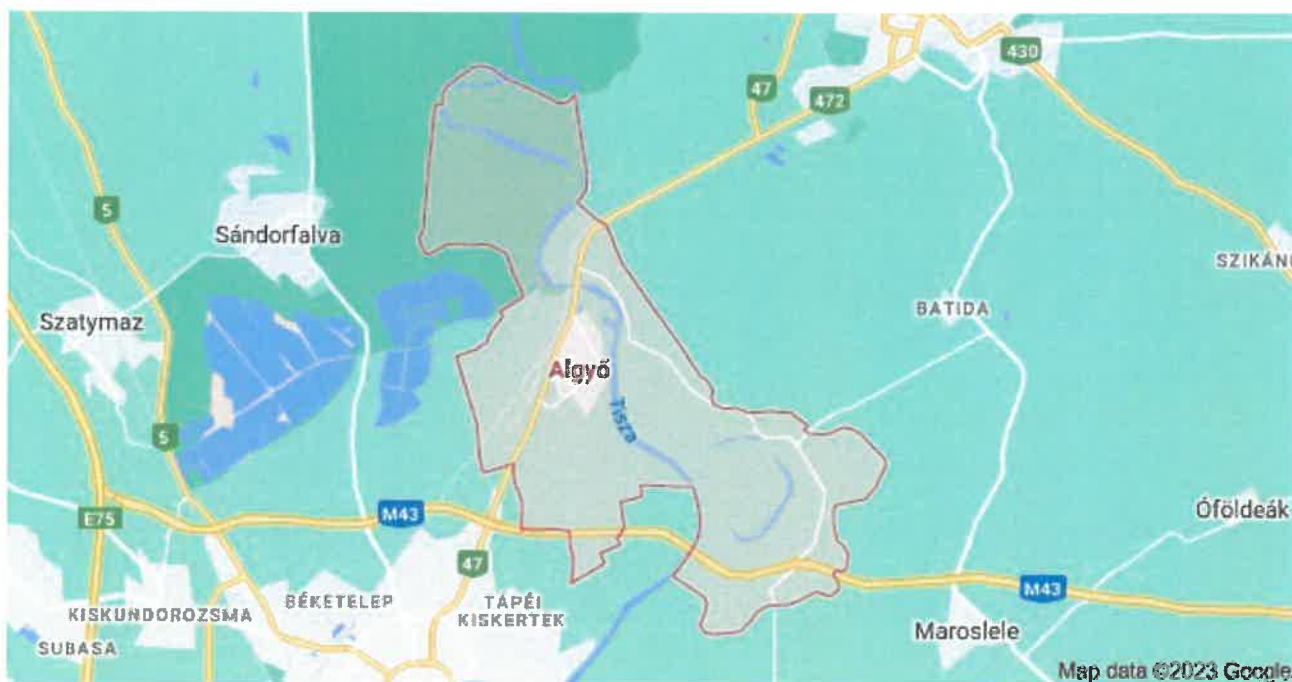 430
47
472
5
Sándorfalva
SZIKÁNC
BATIDA
Szatymaz
Algyő
Tisza
5
M43
E75
Óföldeák
47
M43
BÉKETELEP
TÁPÉI
KISKERTEK
KISKUNDOROZSMA
Maroslele
SUBASA
Map data ©2023 Google